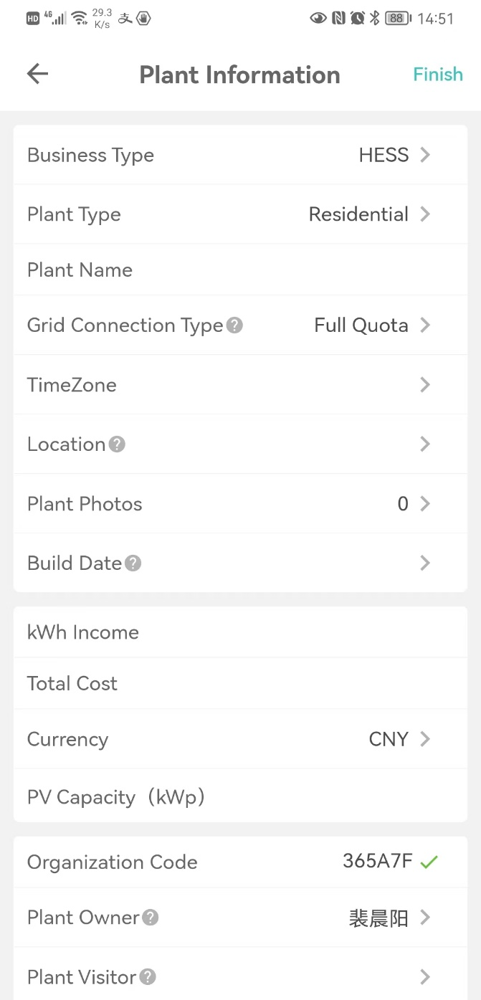 HD 4G 29.3 K/s 支 88 14:51
Plant Information Finish
Business Type HESS
Plant Type Residential
Plant Name
Grid Connection Type ? Full Quota
TimeZone
Location ?
Plant Photos 0
Build Date ?
kWh Income
Total Cost
Currency CNY
PV Capacity（kWp）
Organization Code 365A7F
Plant Owner ? 裴晨阳
Plant Visitor ?